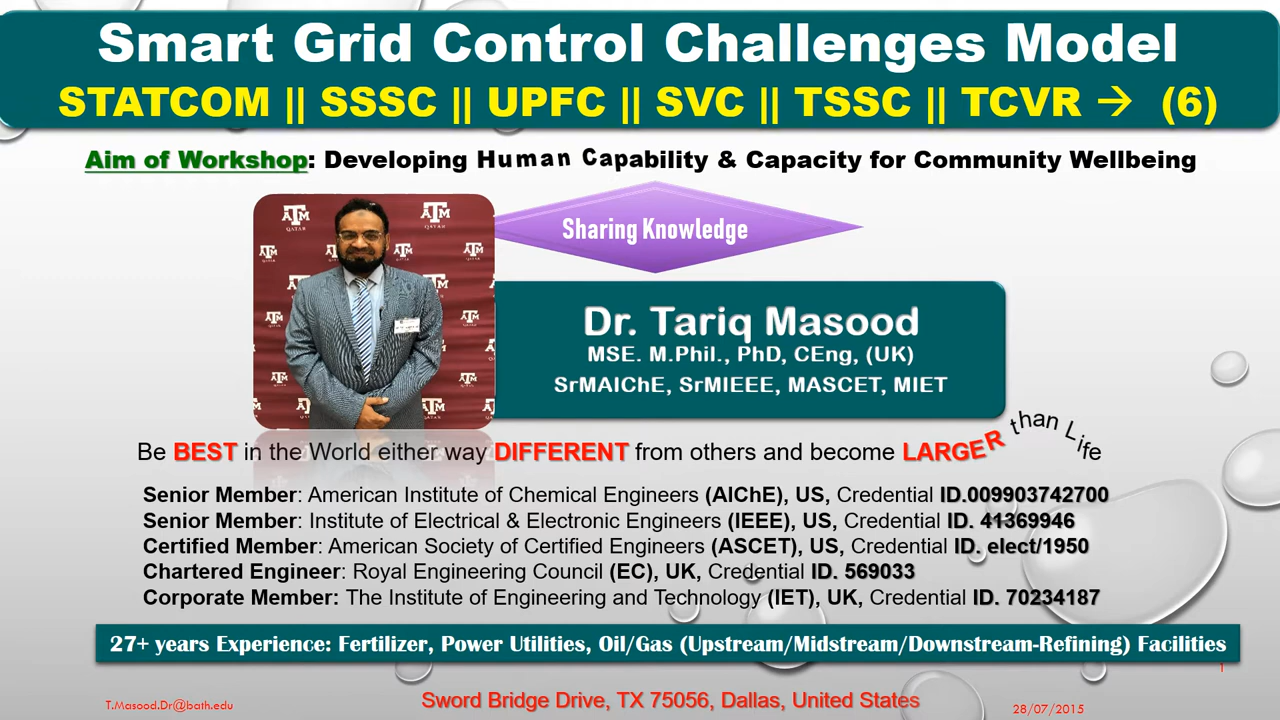 Smart Grid Control Challenges Model
STATCOM || SSSC || UPFC || SVC || TSSC || TCVR → (6)
Aim of Workshop: Developing Human Capability & Capacity for Community Wellbeing
Sharing Knowledge
ATM
QATAR
Dr. Tariq Masood
MSE. M.Phil., PhD, CEng, (UK)
SrMAIChE, SrMIEEE, MASCET, MIET
Be BEST in the World either way DIFFERENT from others and become LARGER than Life
Senior Member: American Institute of Chemical Engineers (AIChE), US, Credential ID.009903742700
Senior Member: Institute of Electrical & Electronic Engineers (IEEE), US, Credential ID. 41369946
Certified Member: American Society of Certified Engineers (ASCET), US, Credential ID. elect/1950
Chartered Engineer: Royal Engineering Council (EC), UK, Credential ID. 569033
Corporate Member: The Institute of Engineering and Technology (IET), UK, Credential ID. 70234187
27+ years Experience: Fertilizer, Power Utilities, Oil/Gas (Upstream/Midstream/Downstream-Refining) Facilities
1
T.Masood.Dr@bath.edu
Sword Bridge Drive, TX 75056, Dallas, United States
28/07/2015